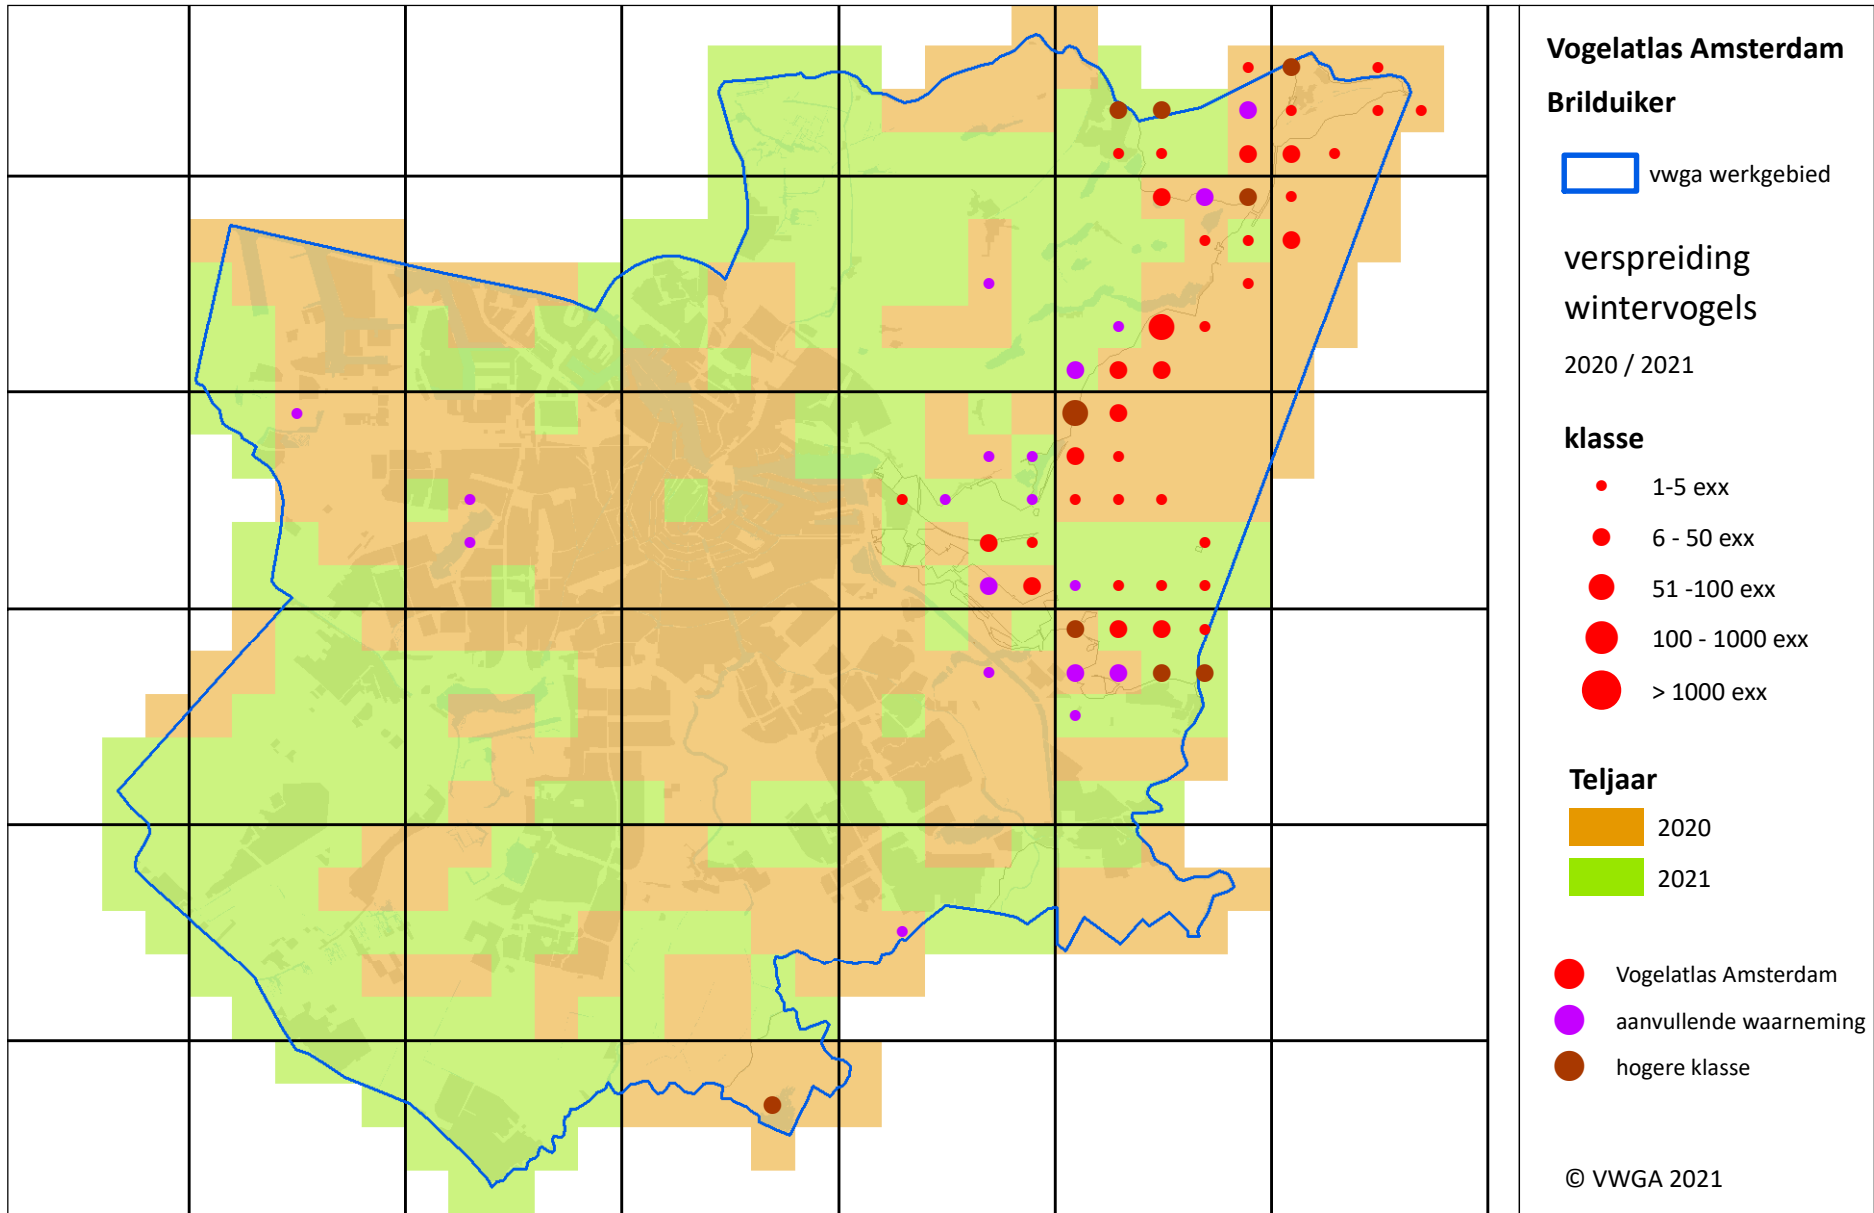 Vogelatlas Amsterdam
Brilduiker
vwga werkgebied
verspreiding
wintervogels
2020 / 2021
klasse
1-5 exx
6 - 50 exx
51 -100 exx
100 - 1000 exx
> 1000 exx
Teljaar
2020
2021
Vogelatlas Amsterdam
aanvullende waarneming
hogere klasse
© VWGA 2021